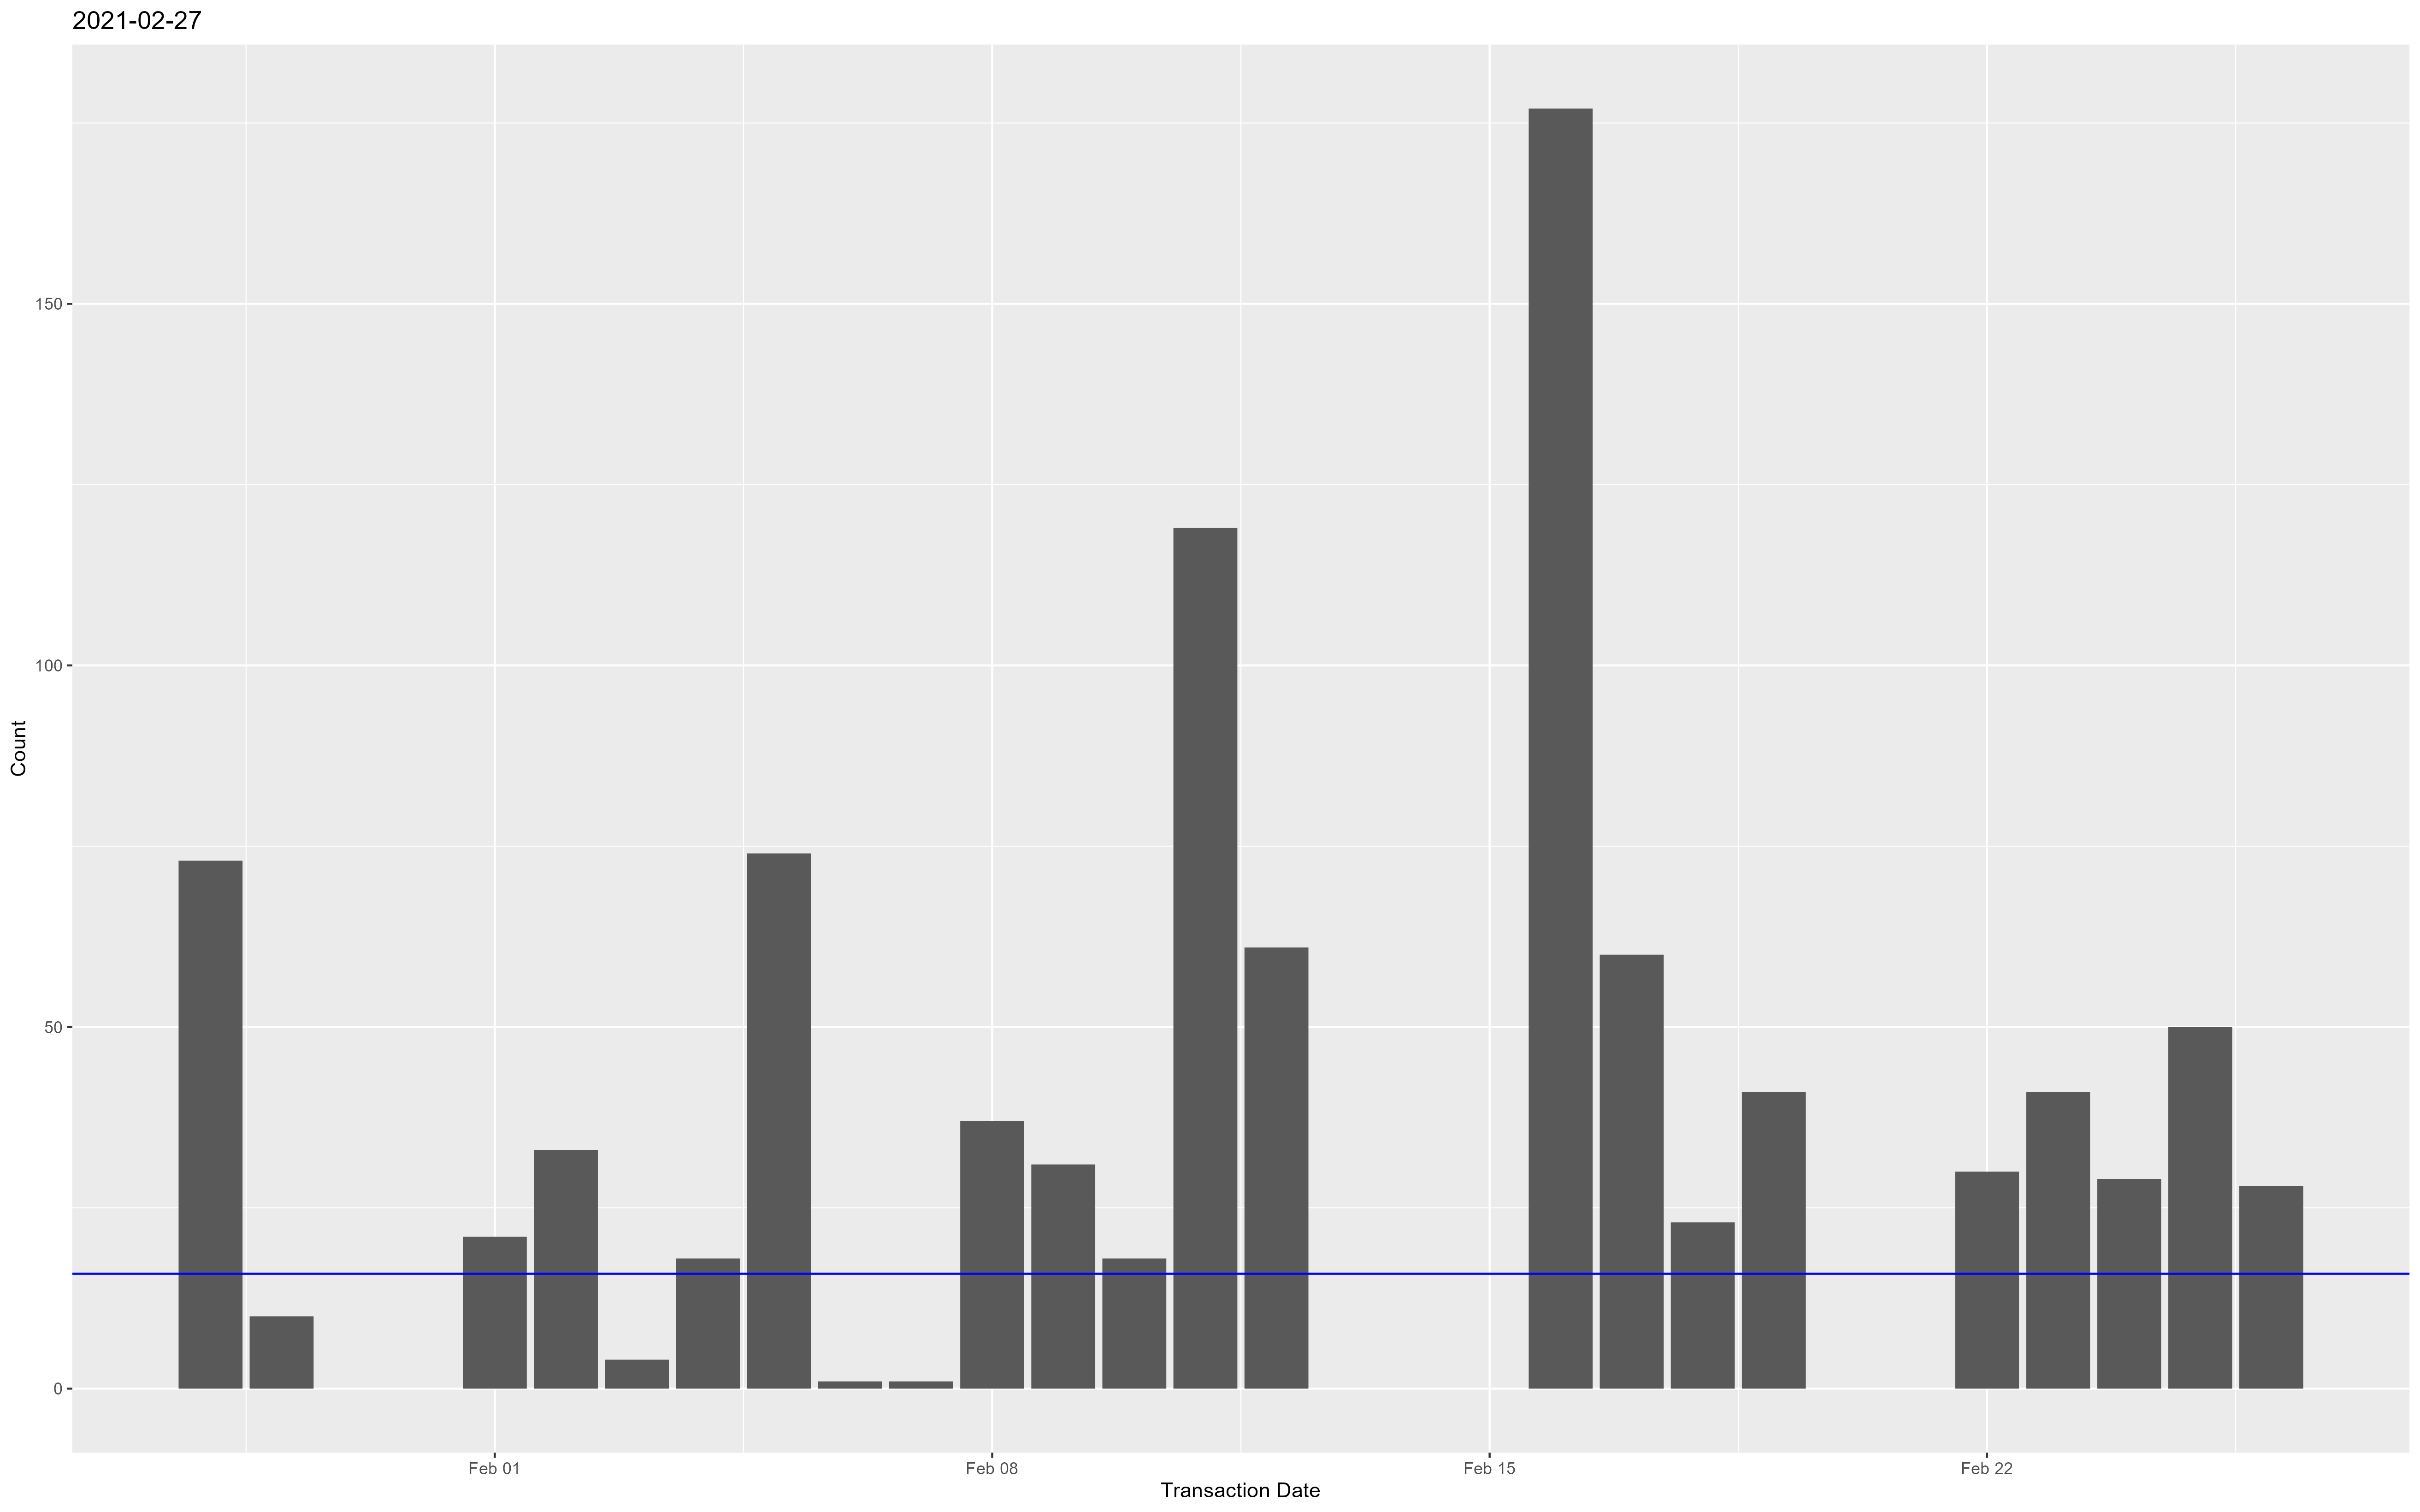 2021-02-27
Count
150
100
50
0
Feb 01
Feb 08
Feb 15
Feb 22
Transaction Date